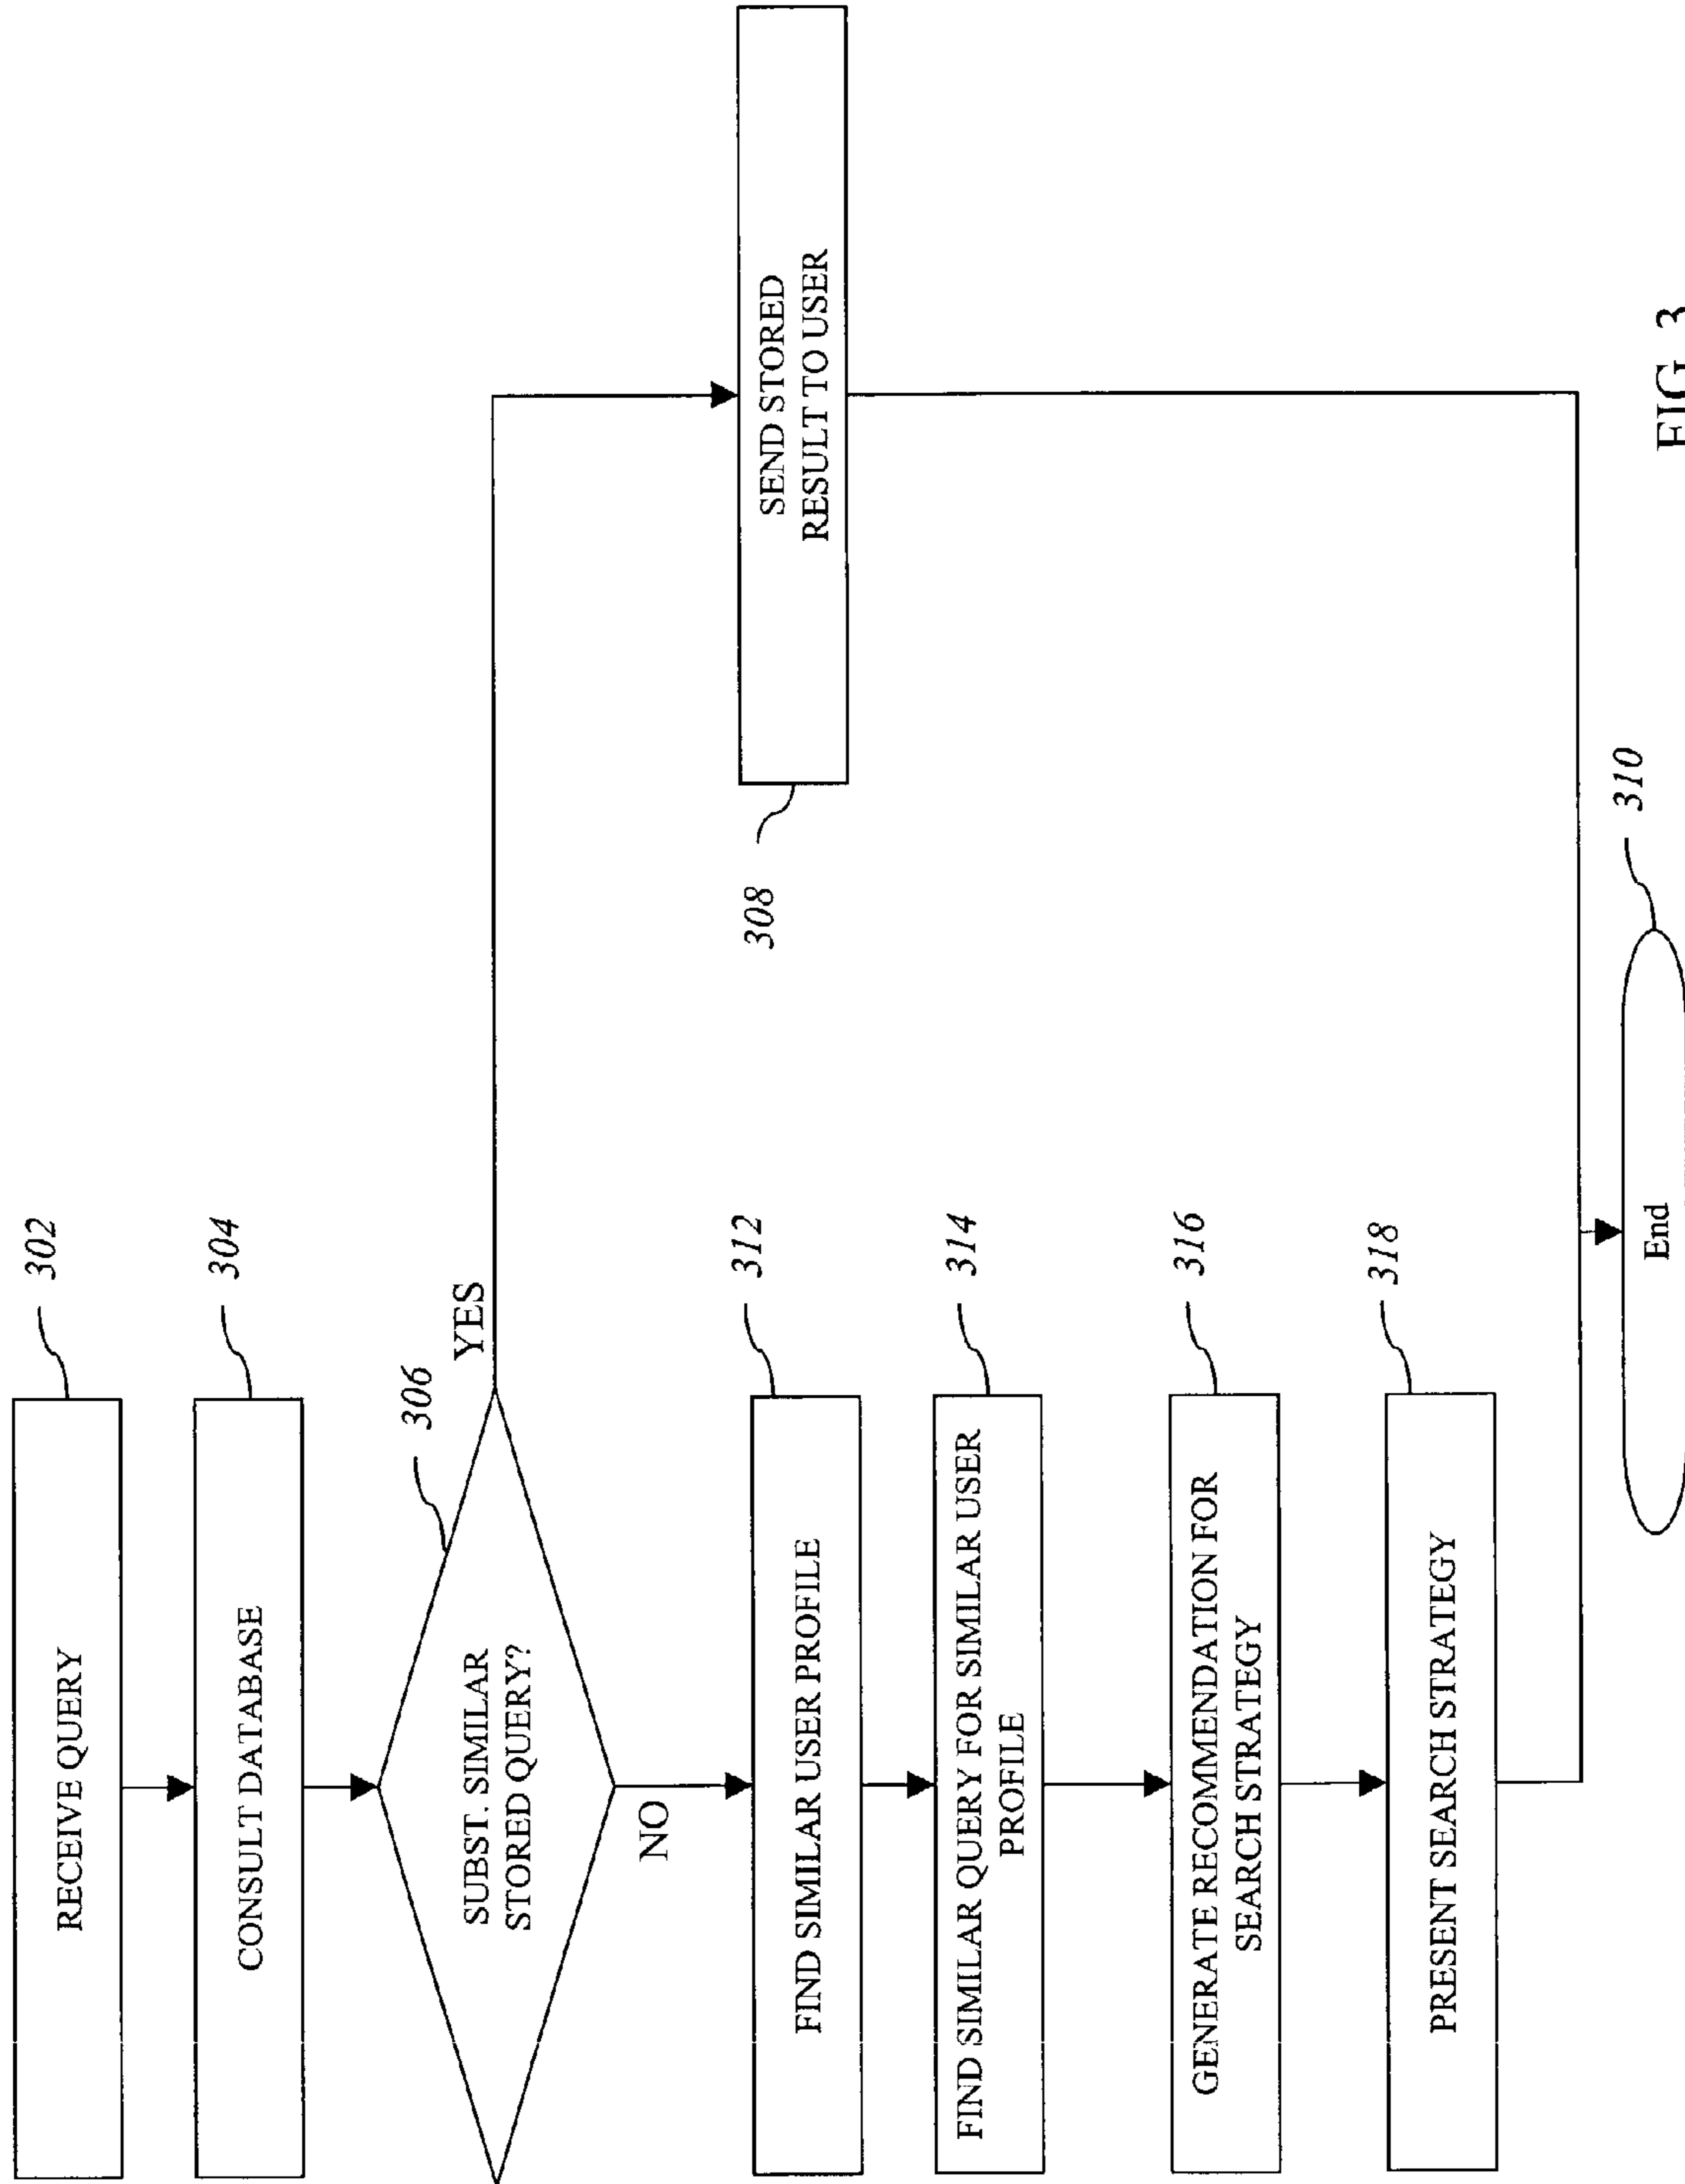 302
RECEIVE QUERY
304
CONSULT DATABASE
306
SUBST. SIMILAR
STORED QUERY?
YES
NO
308
SEND STORED
RESULT TO USER
312
FIND SIMILAR USER PROFILE
314
FIND SIMILAR QUERY FOR SIMILAR USER
PROFILE
316
GENERATE RECOMMENDATION FOR
SEARCH STRATEGY
318
PRESENT SEARCH STRATEGY
310
End
FIG. 3